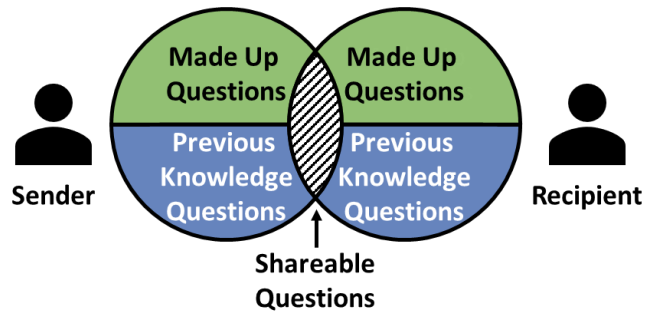 Made Up
Questions
Made Up
Questions
Previous
Knowledge
Questions
Previous
Knowledge
Questions
Sender
Recipient
Shareable
Questions